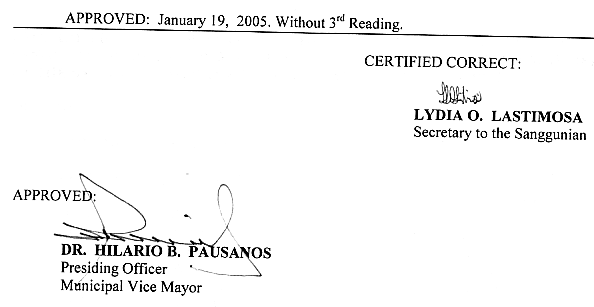 APPROVED: January 19, 2005. Without 3rd Reading.
CERTIFIED CORRECT:
LYDIA O. LASTIMOSA
Secretary to the Sanggunian
APPROVED:
DR. HILARIO B. PAUSANOS
Presiding Officer
Municipal Vice Mayor